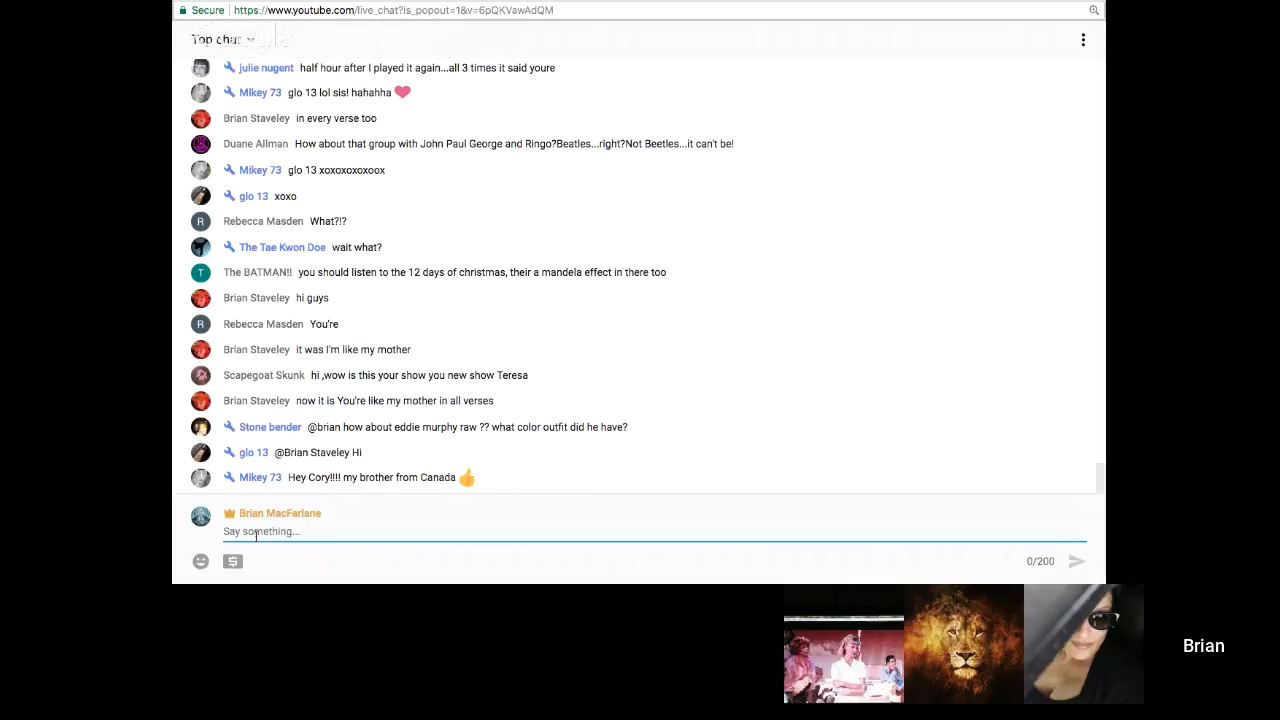 Secure https://www.youtube.com/live_chat?is_popout=1&v=6pQKVawAdQM
Top chat
julie nugent half hour after I played it again...all 3 times it said youre
Mikey 73 glo 13 lol sis! hahahha
Brian Staveley in every verse too
Duane Allman How about that group with John Paul George and Ringo?Beatles...right?Not Beetles...it can't be!
Mikey 73 glo 13 xoxoxoxoxoox
glo 13 xoxo
R Rebecca Masden What?!?
The Tae Kwon Doe wait what?
T The BATMAN!! you should listen to the 12 days of christmas, their a mandela effect in there too
Brian Staveley hi guys
R Rebecca Masden You're
Brian Staveley it was I'm like my mother
Scapegoat Skunk hi ,wow is this your show you new show Teresa
Brian Staveley now it is You're like my mother in all verses
Stone bender @brian how about eddie murphy raw ?? what color outfit did he have?
glo 13 @Brian Staveley Hi
Mikey 73 Hey Cory!!!! my brother from Canada
Brian MacFarlane
Say something...
0/200
Brian